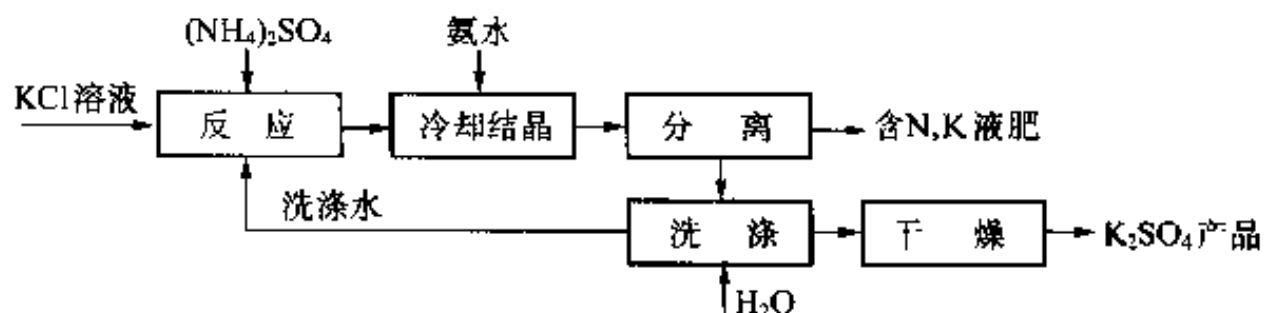 (NH₄)₂SO₄ 氨水
KCl溶液 反 应 冷却结晶 分 离 含N,K液肥
洗涤水 洗 涤 干 燥 K₂SO₄产品
H₂O